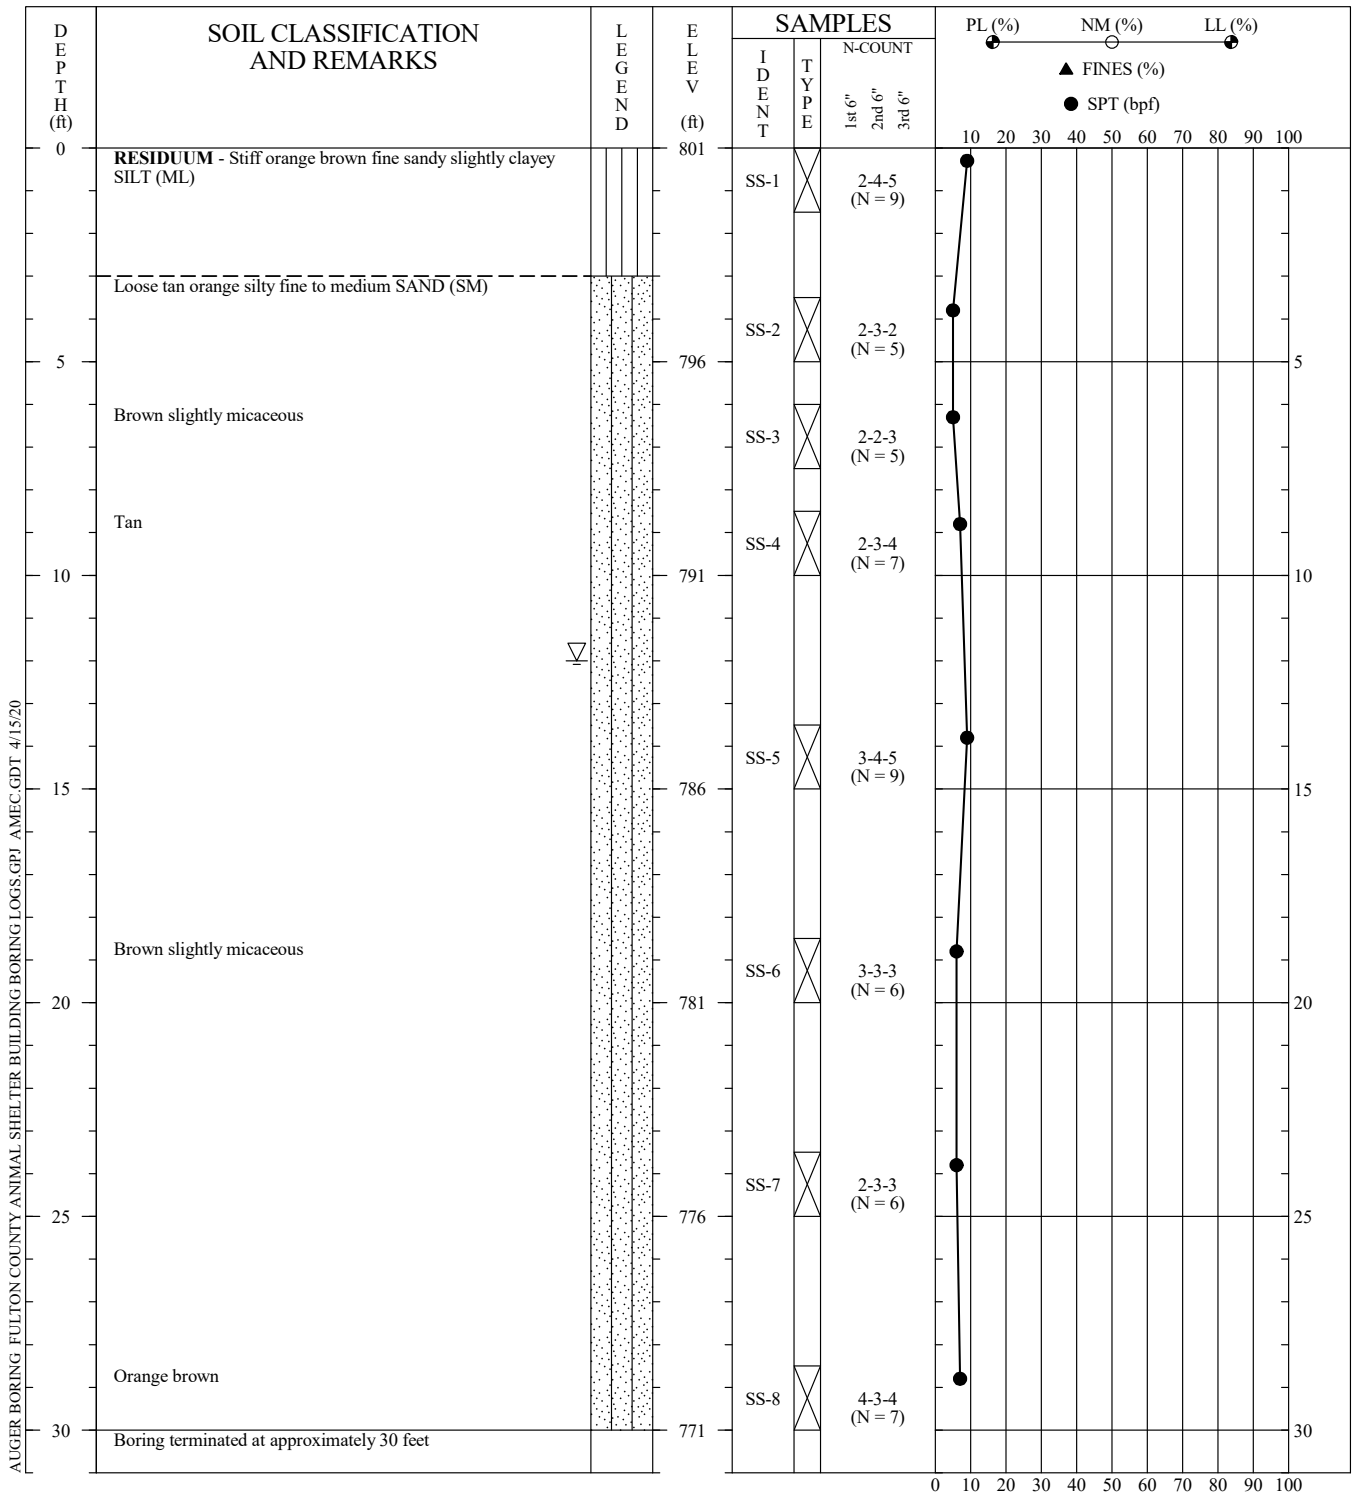 DEPTH (ft)
SOIL CLASSIFICATION
AND REMARKS
LEGEND
ELEV (ft)
SAMPLES
IDENT
TYPE
N-COUNT
1st 6"
2nd 6"
3rd 6"
PL (%) NM (%) LL (%)
▲ FINES (%)
● SPT (bpf)
10 20 30 40 50 60 70 80 90 100
0
RESIDUUM - Stiff orange brown fine sandy slightly clayey
SILT (ML)
801
SS-1
2-4-5
(N = 9)
Loose tan orange silty fine to medium SAND (SM)
SS-2
2-3-2
(N = 5)
5
796
5
Brown slightly micaceous
SS-3
2-2-3
(N = 5)
Tan
SS-4
2-3-4
(N = 7)
10
791
10
SS-5
3-4-5
(N = 9)
15
786
15
Brown slightly micaceous
SS-6
3-3-3
(N = 6)
20
781
20
SS-7
2-3-3
(N = 6)
25
776
25
Orange brown
SS-8
4-3-4
(N = 7)
30
771
30
Boring terminated at approximately 30 feet
0 10 20 30 40 50 60 70 80 90 100
AUGER BORING FULTON COUNTY ANIMAL SHELTER BUILDING BORING LOGS.GPJ AMEC.GDT 4/15/20